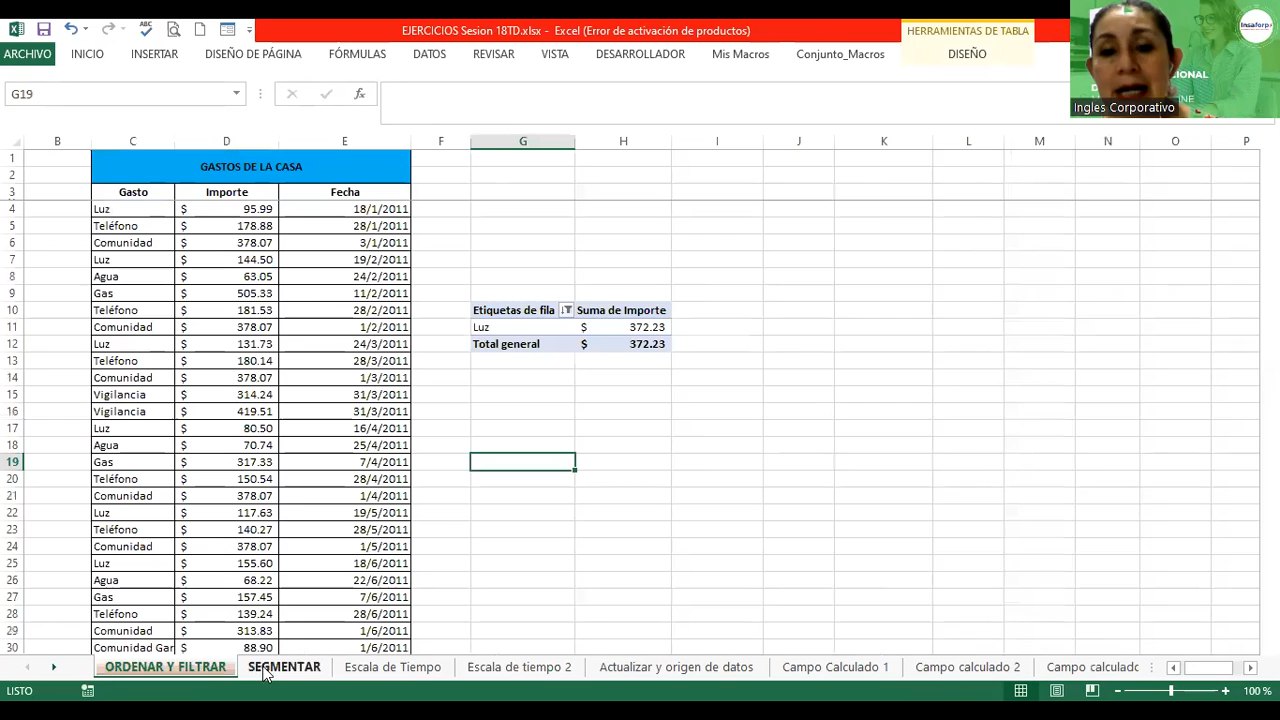 EJERCICIOS Sesion 18TD.xlsx - Excel (Error de activación de productos)
HERRAMIENTAS DE TABLA
ARCHIVO INICIO INSERTAR DISEÑO DE PÁGINA FÓRMULAS DATOS REVISAR VISTA DESARROLLADOR Mis Macros Conjunto_Macros DISEÑO
Insaforp
Ingles Corporativo
G19 fx
B C D E F G H I J K L M N O P
1 GASTOS DE LA CASA
2
3 Gasto Importe Fecha
4 Luz $ 95.99 18/1/2011
5 Teléfono $ 178.88 28/1/2011
6 Comunidad $ 378.07 3/1/2011
7 Luz $ 144.50 19/2/2011
8 Agua $ 63.05 24/2/2011
9 Gas $ 505.33 11/2/2011
10 Teléfono $ 181.53 28/2/2011 Etiquetas de fila Suma de Importe
11 Comunidad $ 378.07 1/2/2011 Luz $ 372.23
12 Luz $ 131.73 24/3/2011 Total general $ 372.23
13 Teléfono $ 180.14 28/3/2011
14 Comunidad $ 378.07 1/3/2011
15 Vigilancia $ 314.24 31/3/2011
16 Vigilancia $ 419.51 31/3/2011
17 Luz $ 80.50 16/4/2011
18 Agua $ 70.74 25/4/2011
19 Gas $ 317.33 7/4/2011
20 Teléfono $ 150.54 28/4/2011
21 Comunidad $ 378.07 1/4/2011
22 Luz $ 117.63 19/5/2011
23 Teléfono $ 140.27 28/5/2011
24 Comunidad $ 378.07 1/5/2011
25 Luz $ 155.60 18/6/2011
26 Agua $ 68.22 22/6/2011
27 Gas $ 157.45 7/6/2011
28 Teléfono $ 139.24 28/6/2011
29 Comunidad $ 313.83 1/6/2011
30 Comunidad Gar $ 88.90 1/6/2011
ORDENAR Y FILTRAR SEGMENTAR Escala de Tiempo Escala de tiempo 2 Actualizar y origen de datos Campo Calculado 1 Campo calculado 2 Campo calculadc
LISTO 100 %